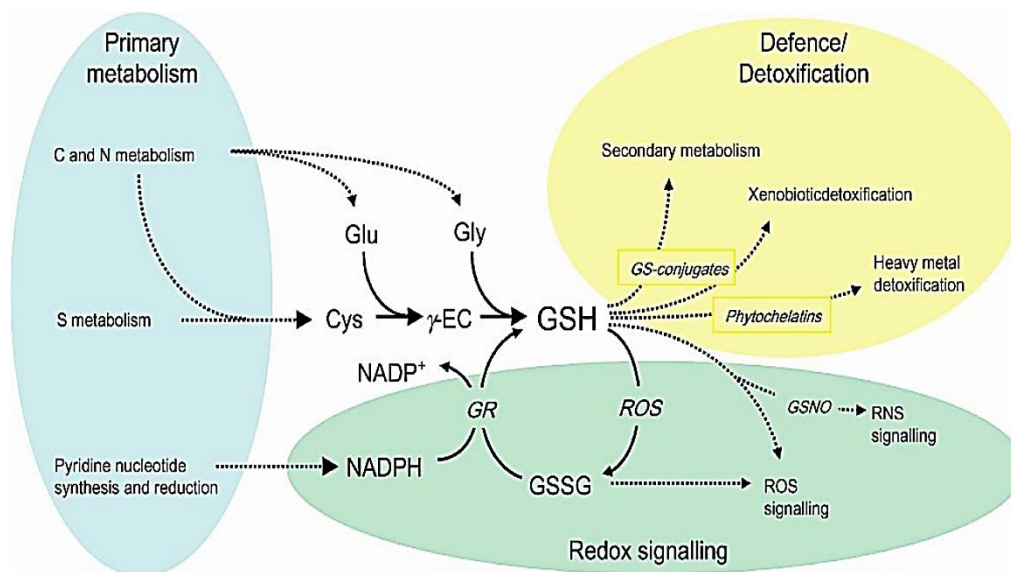 Primary
metabolism
Defence/
Detoxification
C and N metabolism
Secondary metabolism
Xenobioticdetoxification
Glu
Gly
GS-conjugates
Heavy metal
detoxification
S metabolism
Cys
γ-EC
GSH
Phytochelatins
NADP+
GR
ROS
GSNO
RNS
signalling
Pyridine nucleotide
synthesis and reduction
NADPH
GSSG
ROS
signalling
Redox signalling